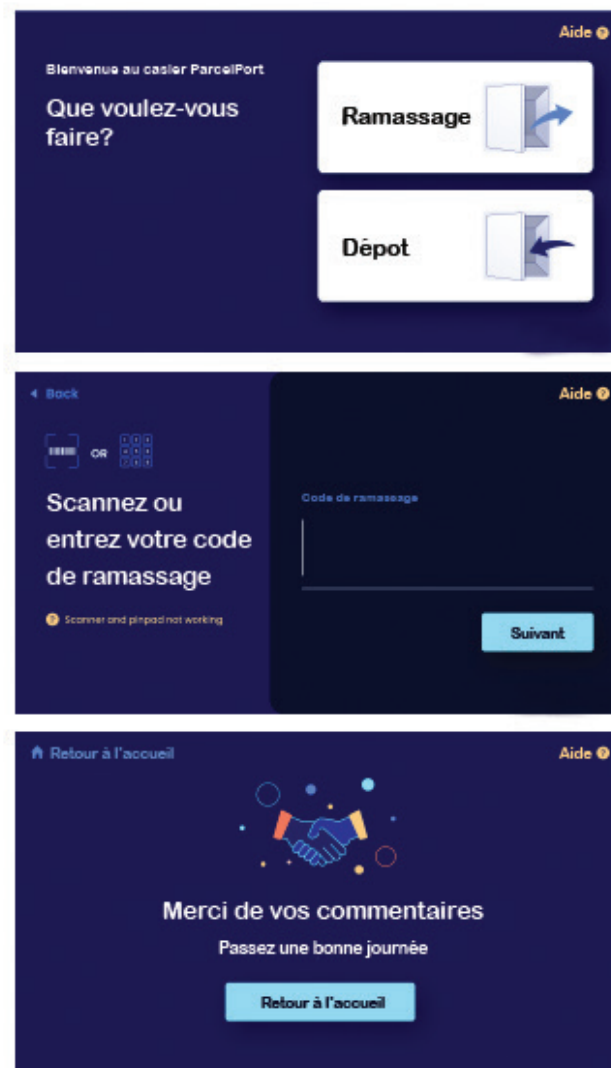 Aide ?
Bienvenue au casier ParcelPort
Que voulez-vous
faire?
Ramassage
Dépot
Back
Aide ?
OR
Scannez ou
entrez votre code
de ramassage
Scanner and pinpad not working
Code de ramassage
Suivant
Retour à l'accueil
Aide ?
Merci de vos commentaires
Passez une bonne journée
Retour à l'accueil